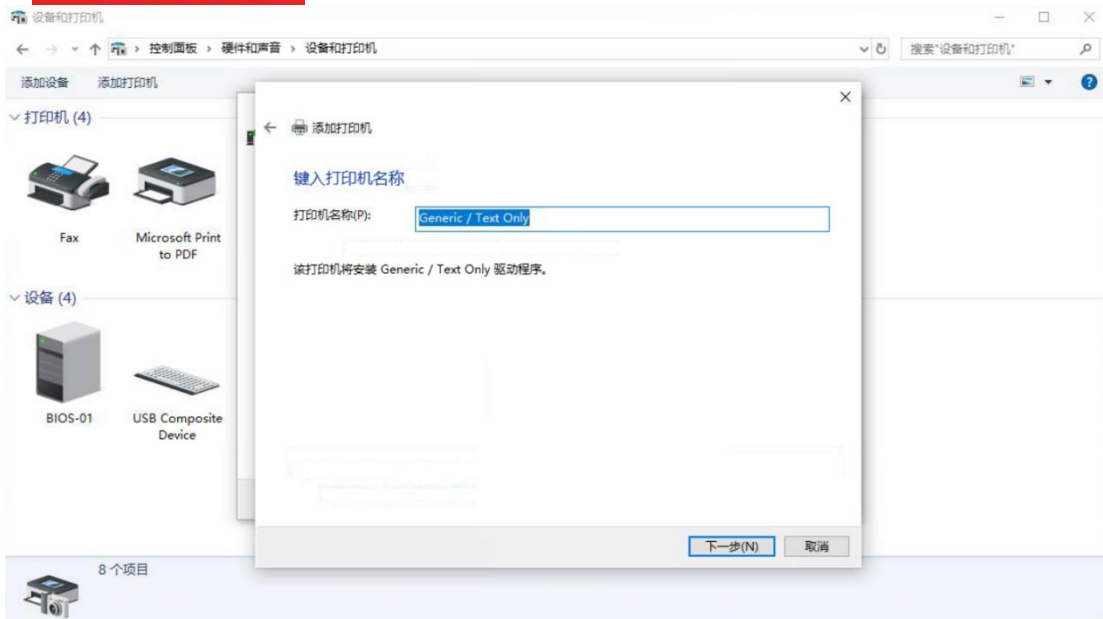 设备和打印机
控制面板 › 硬件和声音 › 设备和打印机
搜索"设备和打印机"
添加设备 添加打印机
打印机 (4)
Fax
Microsoft Print
to PDF
设备 (4)
BIOS-01
USB Composite
Device
添加打印机
键入打印机名称
打印机名称(P):
Generic / Text Only
该打印机将安装 Generic / Text Only 驱动程序。
下一步(N)
取消
8 个项目